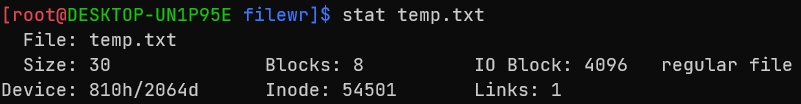 [root@DESKTOP-UN1P95E filewr]$ stat temp.txt
  File: temp.txt
  Size: 30              Blocks: 8          IO Block: 4096   regular file
Device: 810h/2064d      Inode: 54501       Links: 1